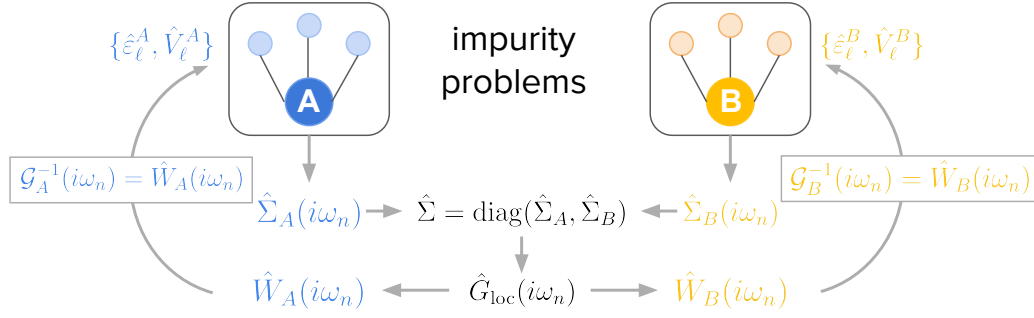 {ε̂_ℓ^A, V̂_ℓ^A}
A
impurity
problems
B
{ε̂_ℓ^B, V̂_ℓ^B}
𝒢_A^{-1}(iω_n) = Ŵ_A(iω_n)
𝒢_B^{-1}(iω_n) = Ŵ_B(iω_n)
Σ̂_A(iω_n)
Σ̂ = diag(Σ̂_A, Σ̂_B)
Σ̂_B(iω_n)
Ŵ_A(iω_n)
Ĝ_loc(iω_n)
Ŵ_B(iω_n)